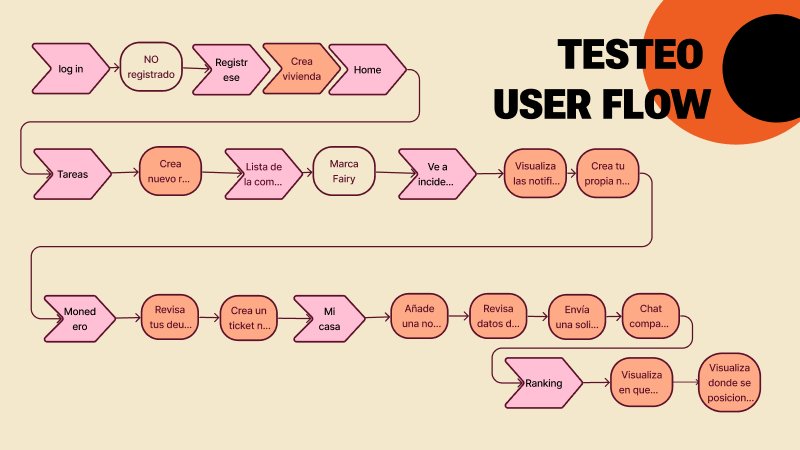 TESTEO
USER FLOW
log in
NO
registrado
Registr
ese
Crea
vivienda
Home
Tareas
Crea
nuevo r...
Lista de
la com...
Marca
Fairy
Ve a
incide...
Visualiza
las notifi...
Crea tu
propia n...
Moned
ero
Revisa
tus deu...
Crea un
ticket n...
Mi
casa
Añade
una no...
Revisa
datos d...
Envía
una soli...
Chat
compa...
Ranking
Visualiza
en que...
Visualiza
donde se
posicion...